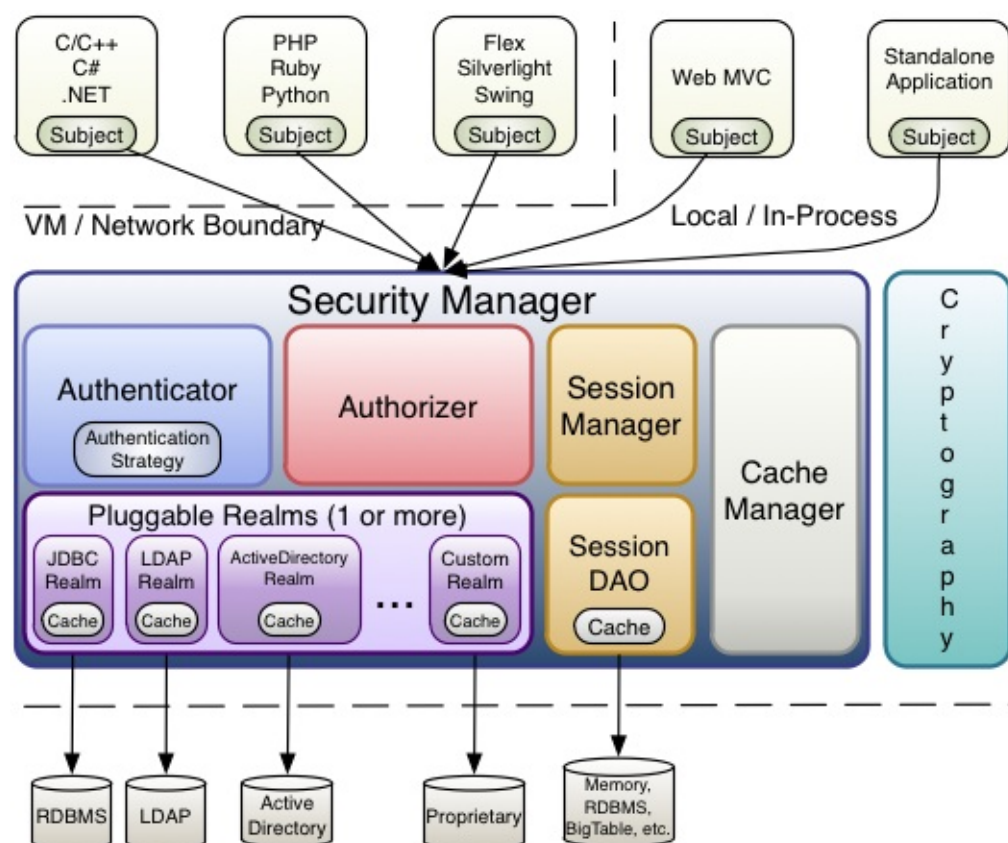 C/C++
C#
.NET
Subject
PHP
Ruby
Python
Subject
Flex
Silverlight
Swing
Subject
Web MVC
Subject
Standalone
Application
Subject
VM / Network Boundary
Local / In-Process
Security Manager
Authenticator
Authentication
Strategy
Authorizer
Session
Manager
Cache
Manager
Pluggable Realms (1 or more)
JDBC
Realm
Cache
LDAP
Realm
Cache
ActiveDirectory
Realm
Cache
...
Custom
Realm
Cache
Session
DAO
Cache
Cryptography
RDBMS
LDAP
Active
Directory
Proprietary
Memory,
RDBMS,
BigTable, etc.